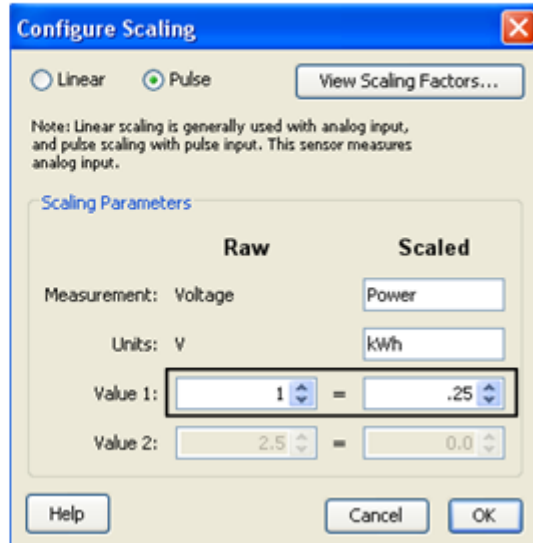 Configure Scaling
Linear Pulse View Scaling Factors...
Note: Linear scaling is generally used with analog input,
and pulse scaling with pulse input. This sensor measures
analog input.
Scaling Parameters
Raw Scaled
Measurement: Voltage Power
Units: V kWh
Value 1: 1 = .25
Value 2: 2.5 = 0.0
Help Cancel OK